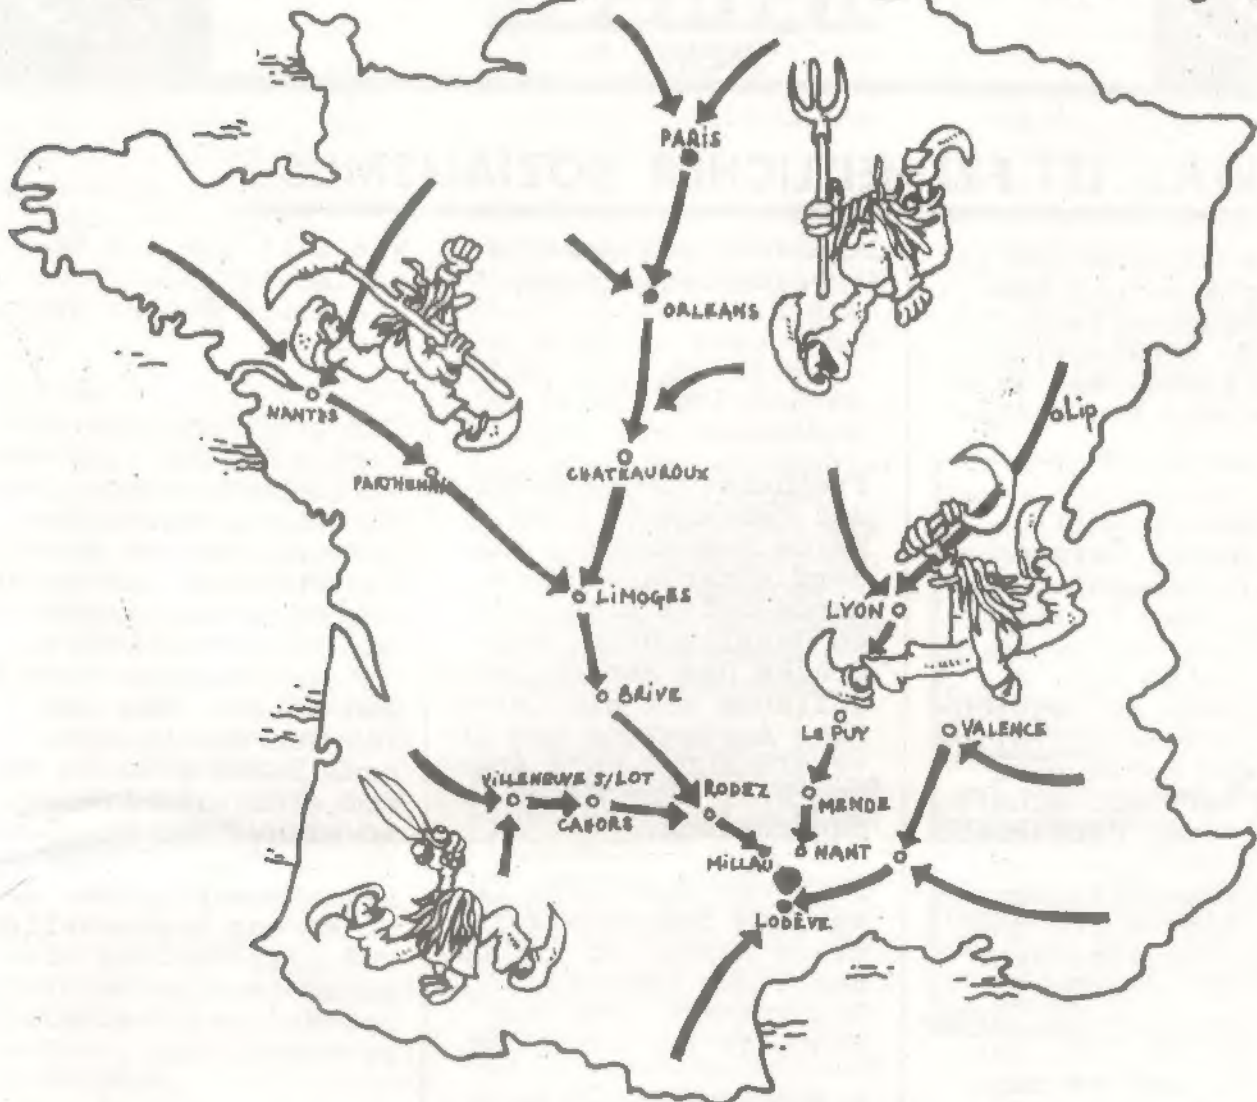 PARIS
ORLEANS
oLip
NANTES
CHATEAUROUX
PARTHENAY
LIMOGES
LYON
BRIVE
Le PUY
VALENCE
VILLENEUVE S/LOT
RODEZ
MENDE
CAHORS
MILLAU
NANT
LODÈVE